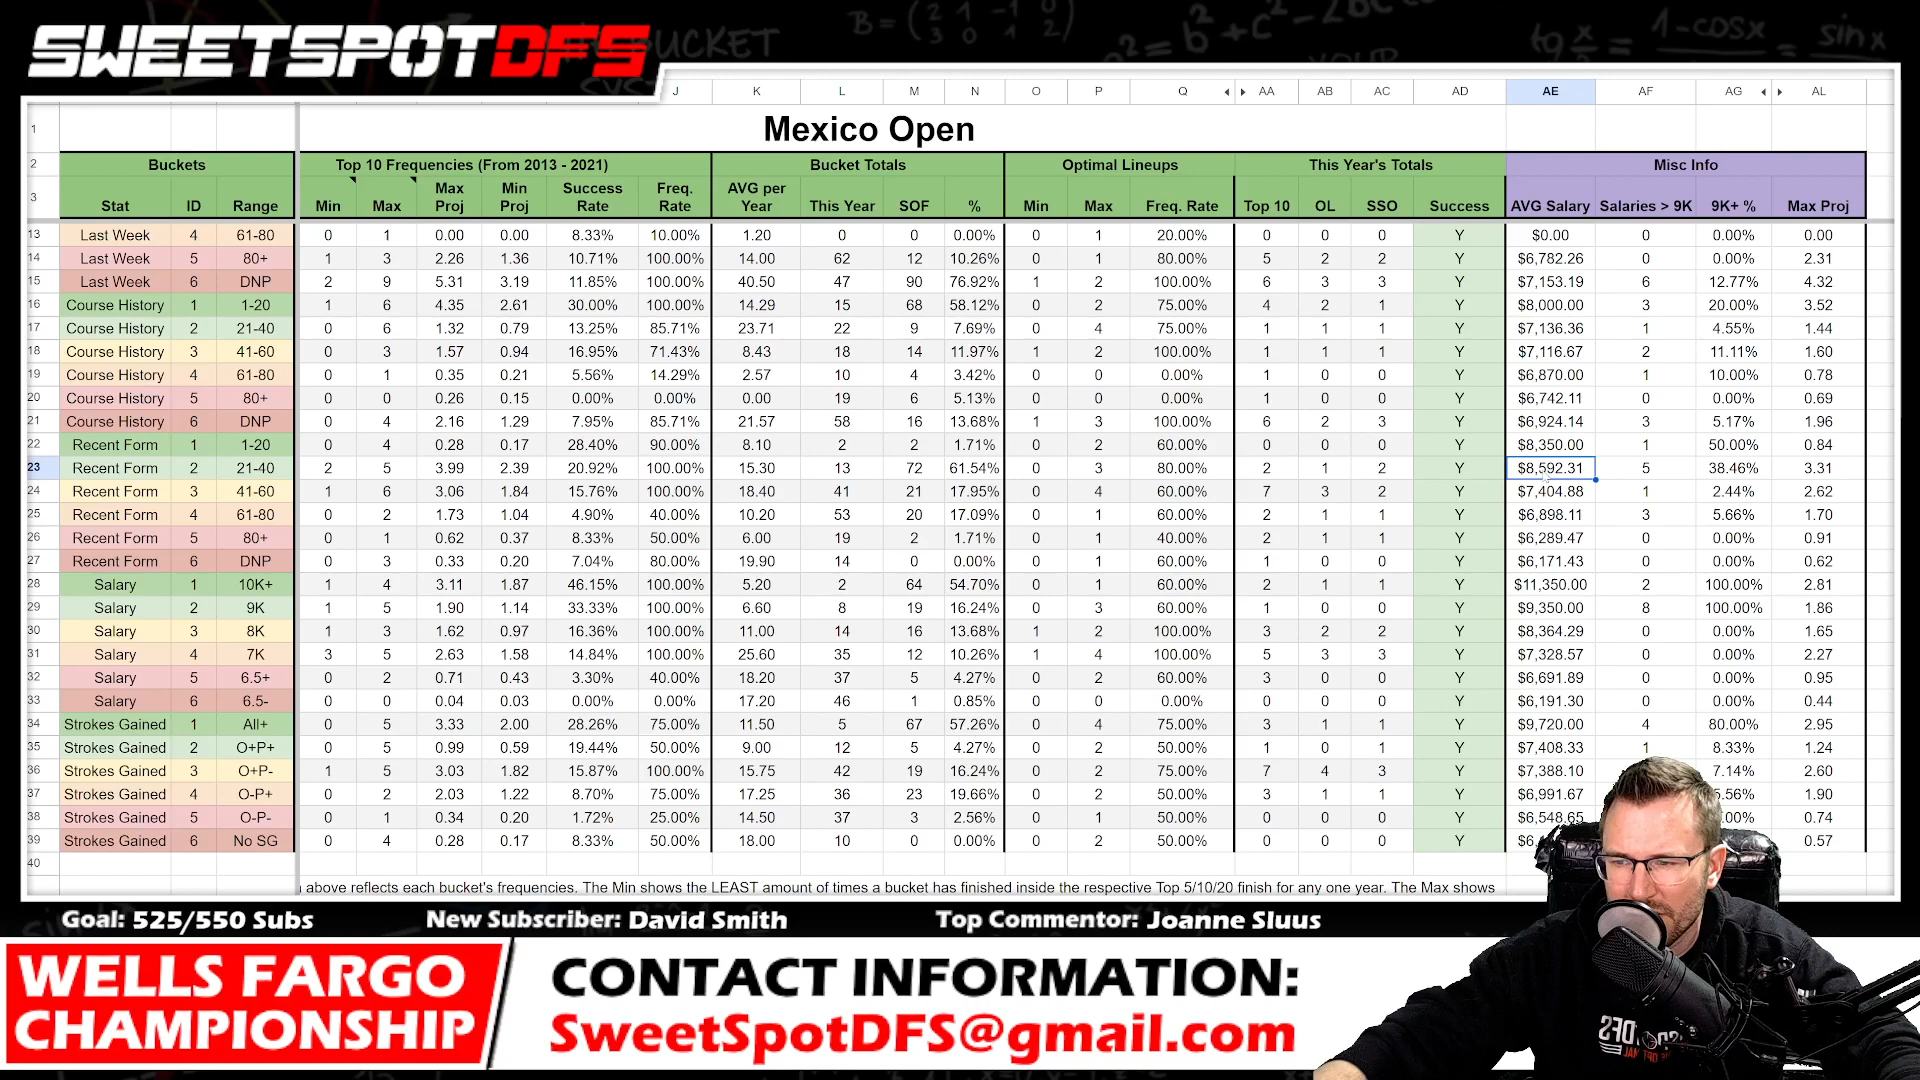 SWEETSPOTDFS
J K L M N O P Q AA AB AC AD AE AF AG AL
1 Mexico Open
2 Buckets Top 10 Frequencies (From 2013 - 2021) Bucket Totals Optimal Lineups This Year's Totals Misc Info
Max Min Success Freq. AVG per
3 Stat ID Range Min Max Proj Proj Rate Rate Year This Year SOF % Min Max Freq. Rate Top 10 OL SSO Success AVG Salary Salaries > 9K 9K+ % Max Proj
13 Last Week 4 61-80 0 1 0.00 0.00 8.33% 10.00% 1.20 0 0 0.00% 0 1 20.00% 0 0 0 Y $0.00 0 0.00% 0.00
14 Last Week 5 80+ 1 3 2.26 1.36 10.71% 100.00% 14.00 62 12 10.26% 0 1 80.00% 5 2 2 Y $6,782.26 0 0.00% 2.31
15 Last Week 6 DNP 2 9 5.31 3.19 11.85% 100.00% 40.50 47 90 76.92% 1 2 100.00% 6 3 3 Y $7,153.19 6 12.77% 4.32
16 Course History 1 1-20 1 6 4.35 2.61 30.00% 100.00% 14.29 15 68 58.12% 0 2 75.00% 4 2 1 Y $8,000.00 3 20.00% 3.52
17 Course History 2 21-40 0 6 1.32 0.79 13.25% 85.71% 23.71 22 9 7.69% 0 4 75.00% 1 1 1 Y $7,136.36 1 4.55% 1.44
18 Course History 3 41-60 0 3 1.57 0.94 16.95% 71.43% 8.43 18 14 11.97% 1 2 100.00% 1 1 1 Y $7,116.67 2 11.11% 1.60
19 Course History 4 61-80 0 1 0.35 0.21 5.56% 14.29% 2.57 10 4 3.42% 0 0 0.00% 1 0 0 Y $6,870.00 1 10.00% 0.78
20 Course History 5 80+ 0 0 0.26 0.15 0.00% 0.00% 0.00 19 6 5.13% 0 0 0.00% 1 0 0 Y $6,742.11 0 0.00% 0.69
21 Course History 6 DNP 0 4 2.16 1.29 7.95% 85.71% 21.57 58 16 13.68% 1 3 100.00% 6 2 3 Y $6,924.14 3 5.17% 1.96
22 Recent Form 1 1-20 0 4 0.28 0.17 28.40% 90.00% 8.10 2 2 1.71% 0 2 60.00% 0 0 0 Y $8,350.00 1 50.00% 0.84
23 Recent Form 2 21-40 2 5 3.99 2.39 20.92% 100.00% 15.30 13 72 61.54% 0 3 80.00% 2 1 2 Y $8,592.31 5 38.46% 3.31
24 Recent Form 3 41-60 1 6 3.06 1.84 15.76% 100.00% 18.40 41 21 17.95% 0 4 60.00% 7 3 2 Y $7,404.88 1 2.44% 2.62
25 Recent Form 4 61-80 0 2 1.73 1.04 4.90% 40.00% 10.20 53 20 17.09% 0 1 60.00% 2 1 1 Y $6,898.11 3 5.66% 1.70
26 Recent Form 5 80+ 0 1 0.62 0.37 8.33% 50.00% 6.00 19 2 1.71% 0 1 40.00% 2 1 1 Y $6,289.47 0 0.00% 0.91
27 Recent Form 6 DNP 0 3 0.33 0.20 7.04% 80.00% 19.90 14 0 0.00% 0 1 60.00% 1 0 0 Y $6,171.43 0 0.00% 0.62
28 Salary 1 10K+ 1 4 3.11 1.87 46.15% 100.00% 5.20 2 64 54.70% 0 1 60.00% 2 1 1 Y $11,350.00 2 100.00% 2.81
29 Salary 2 9K 1 5 1.90 1.14 33.33% 100.00% 6.60 8 19 16.24% 0 3 60.00% 1 0 0 Y $9,350.00 8 100.00% 1.86
30 Salary 3 8K 1 3 1.62 0.97 16.36% 100.00% 11.00 14 16 13.68% 1 2 100.00% 3 2 2 Y $8,364.29 0 0.00% 1.65
31 Salary 4 7K 3 5 2.63 1.58 14.84% 100.00% 25.60 35 12 10.26% 1 4 100.00% 5 3 3 Y $7,328.57 0 0.00% 2.27
32 Salary 5 6.5+ 0 2 0.71 0.43 3.30% 40.00% 18.20 37 5 4.27% 0 2 60.00% 3 0 0 Y $6,691.89 0 0.00% 0.95
33 Salary 6 6.5- 0 0 0.04 0.03 0.00% 0.00% 17.20 46 1 0.85% 0 0 0.00% 0 0 0 Y $6,191.30 0 0.00% 0.44
34 Strokes Gained 1 All+ 0 5 3.33 2.00 28.26% 75.00% 11.50 5 67 57.26% 0 4 75.00% 3 1 1 Y $9,720.00 4 80.00% 2.95
35 Strokes Gained 2 O+P+ 0 5 0.99 0.59 19.44% 50.00% 9.00 12 5 4.27% 0 2 50.00% 1 0 1 Y $7,408.33 1 8.33% 1.24
36 Strokes Gained 3 O+P- 1 5 3.03 1.82 15.87% 100.00% 15.75 42 19 16.24% 0 2 75.00% 7 4 3 Y $7,388.10 7.14% 2.60
37 Strokes Gained 4 O-P+ 0 2 2.03 1.22 8.70% 75.00% 17.25 36 23 19.66% 0 2 50.00% 3 1 1 Y $6,991.67 1.90
38 Strokes Gained 5 O-P- 0 1 0.34 0.20 1.72% 25.00% 14.50 37 3 2.56% 0 1 50.00% 0 0 0 Y $6,548.65 0.74
39 Strokes Gained 6 No SG 0 4 0.28 0.17 8.33% 50.00% 18.00 10 0 0.00% 0 2 50.00% 0 0 0 Y 0.57
40
above reflects each bucket's frequencies. The Min shows the LEAST amount of times a bucket has finished inside the respective Top 5/10/20 finish for any one year. The Max shows
Goal: 525/550 Subs New Subscriber: David Smith Top Commentor: Joanne Sluus
WELLS FARGO
CHAMPIONSHIP
CONTACT INFORMATION:
SweetSpotDFS@gmail.com